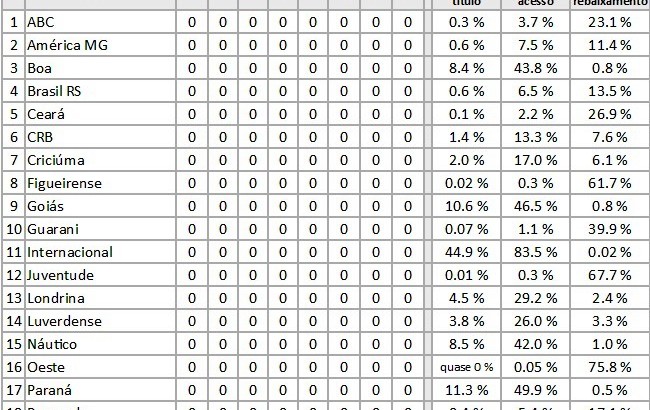 título acesso rebaixamento
1 ABC 0 0 0 0 0 0 0 0 0.3 % 3.7 % 23.1 %
2 América MG 0 0 0 0 0 0 0 0 0.6 % 7.5 % 11.4 %
3 Boa 0 0 0 0 0 0 0 0 8.4 % 43.8 % 0.8 %
4 Brasil RS 0 0 0 0 0 0 0 0 0.6 % 6.5 % 13.5 %
5 Ceará 0 0 0 0 0 0 0 0 0.1 % 2.2 % 26.9 %
6 CRB 0 0 0 0 0 0 0 0 1.4 % 13.3 % 7.6 %
7 Criciúma 0 0 0 0 0 0 0 0 2.0 % 17.0 % 6.1 %
8 Figueirense 0 0 0 0 0 0 0 0 0.02 % 0.3 % 61.7 %
9 Goiás 0 0 0 0 0 0 0 0 10.6 % 46.5 % 0.8 %
10 Guarani 0 0 0 0 0 0 0 0 0.07 % 1.1 % 39.9 %
11 Internacional 0 0 0 0 0 0 0 0 44.9 % 83.5 % 0.02 %
12 Juventude 0 0 0 0 0 0 0 0 0.01 % 0.3 % 67.7 %
13 Londrina 0 0 0 0 0 0 0 0 4.5 % 29.2 % 2.4 %
14 Luverdense 0 0 0 0 0 0 0 0 3.8 % 26.0 % 3.3 %
15 Náutico 0 0 0 0 0 0 0 0 8.5 % 42.0 % 1.0 %
16 Oeste 0 0 0 0 0 0 0 0 quase 0 % 0.05 % 75.8 %
17 Paraná 0 0 0 0 0 0 0 0 11.3 % 49.9 % 0.5 %